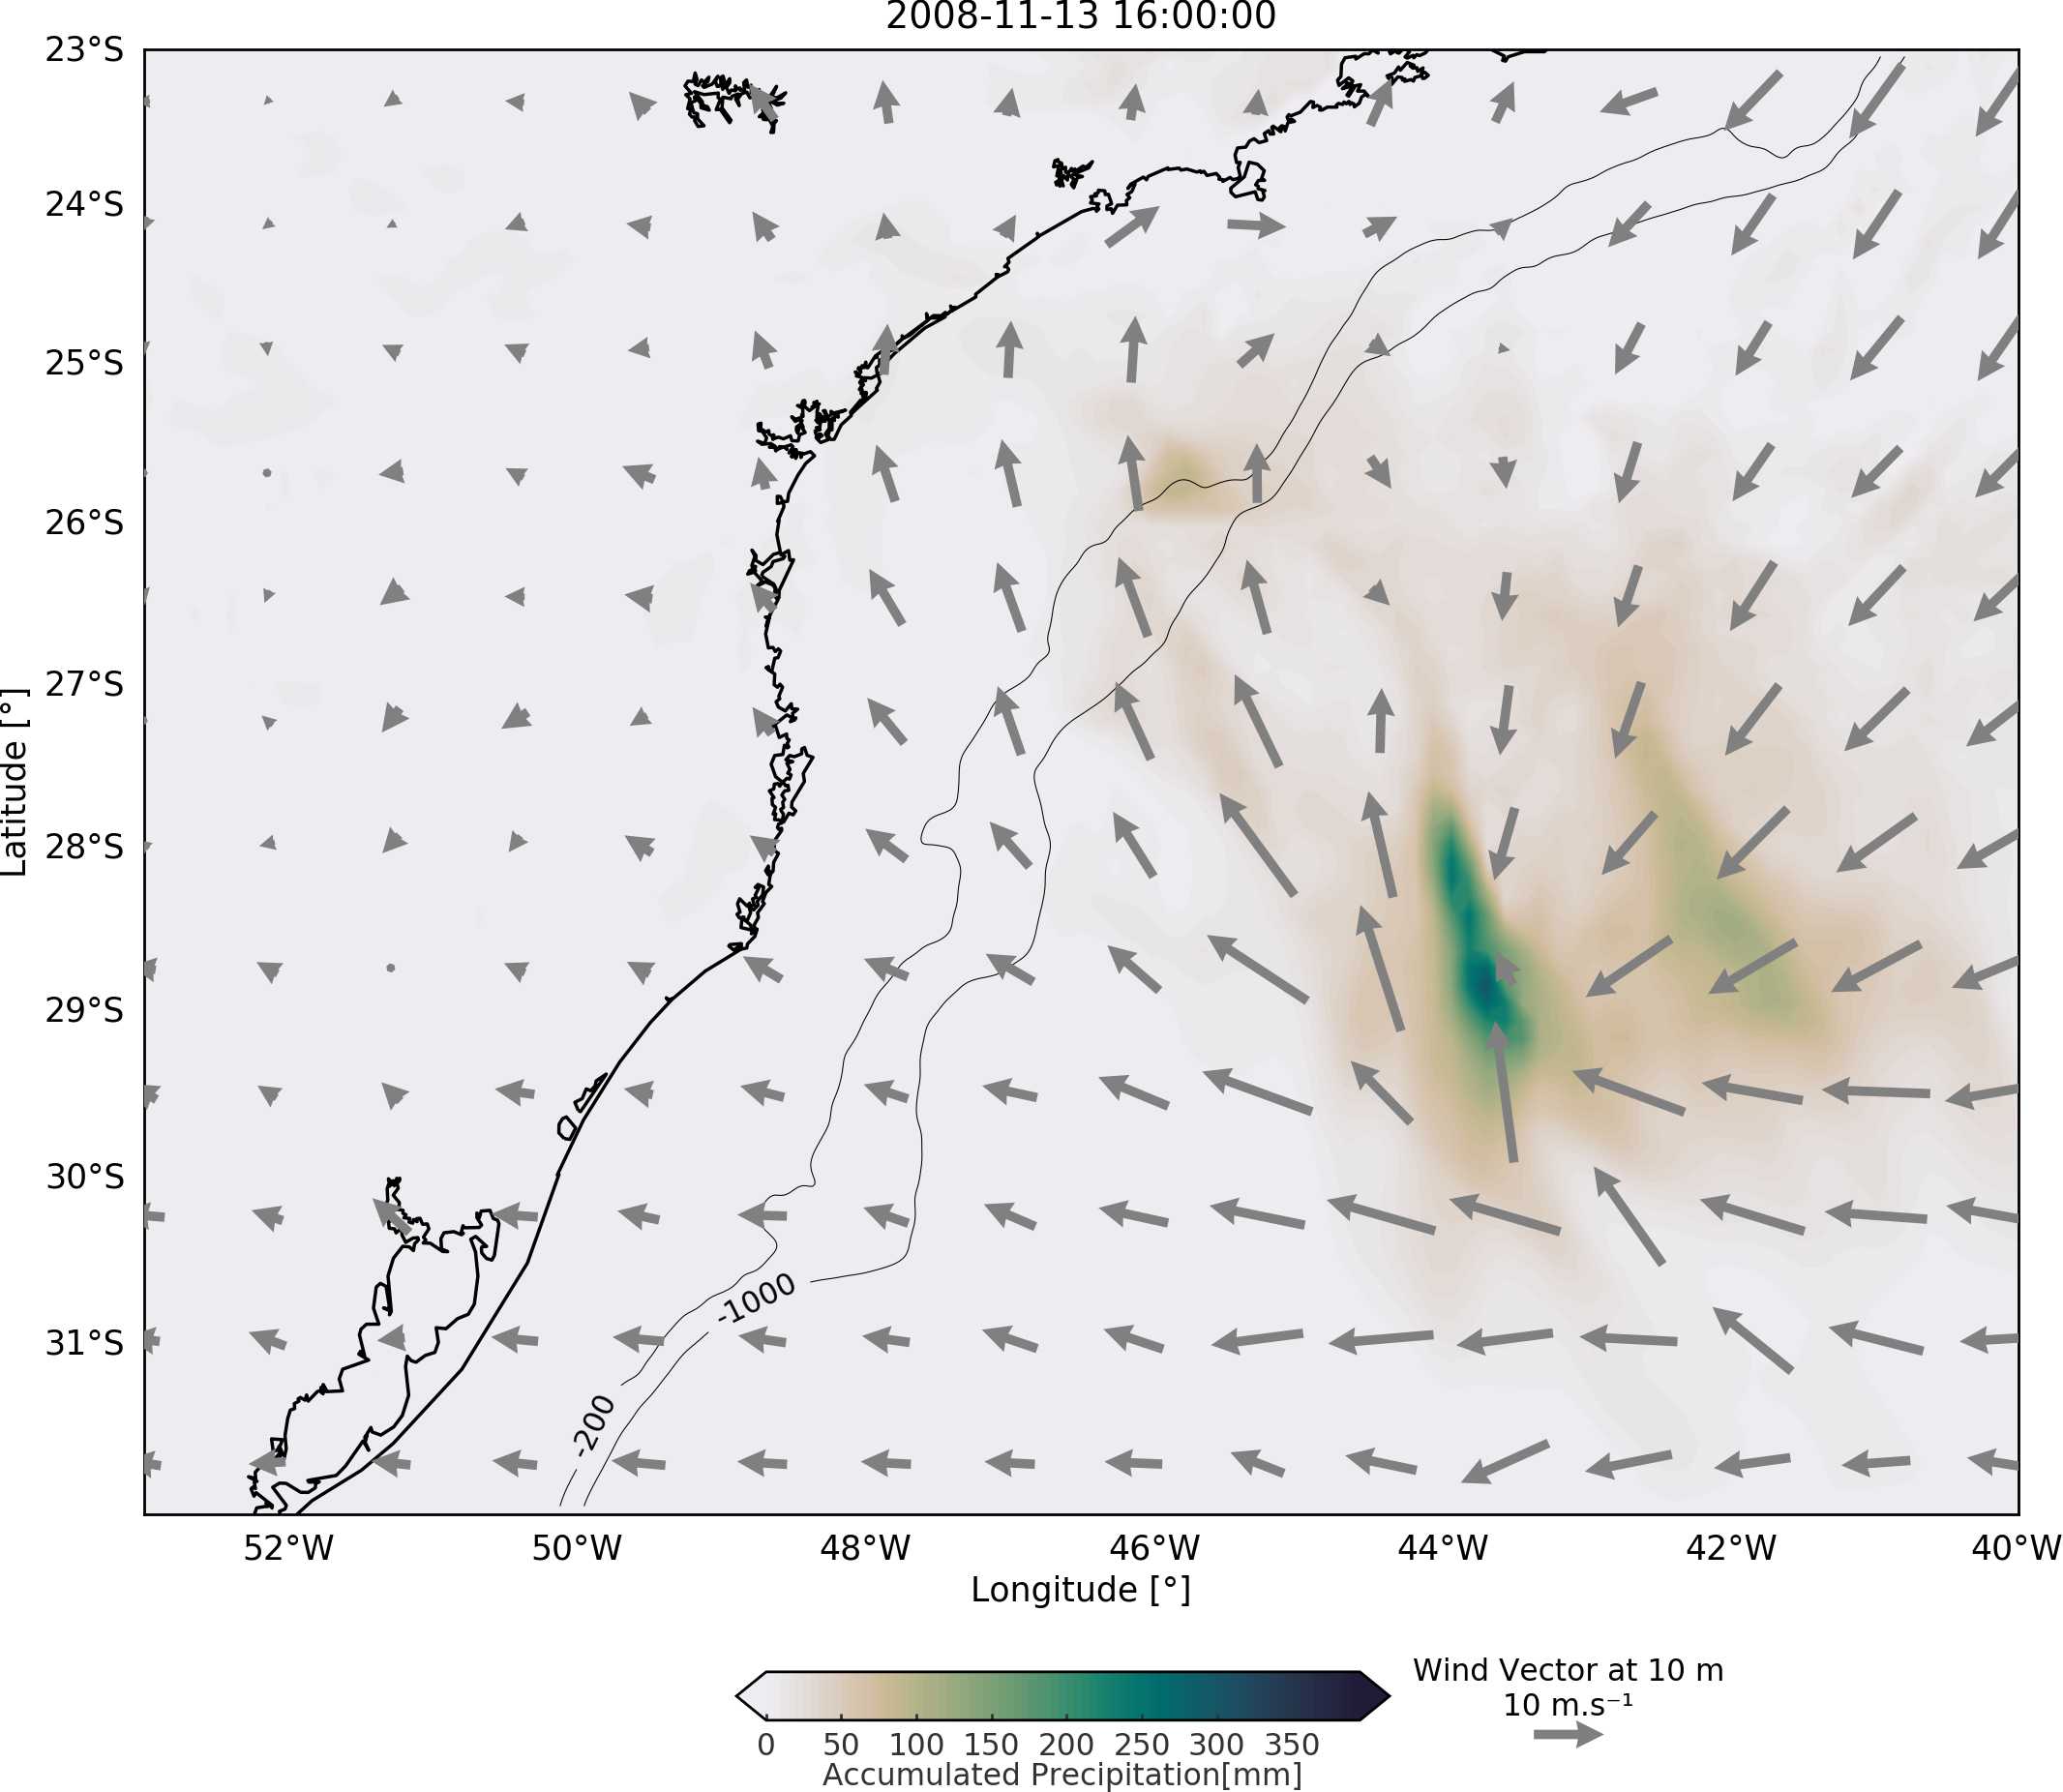 2008-11-13 16:00:00
23°S
24°S
25°S
26°S
27°S
28°S
29°S
30°S
31°S
Latitude [°]
-1000
-200
52°W 50°W 48°W 46°W 44°W 42°W 40°W
Longitude [°]
Wind Vector at 10 m
10 m.s⁻¹
0 50 100 150 200 250 300 350
Accumulated Precipitation[mm]